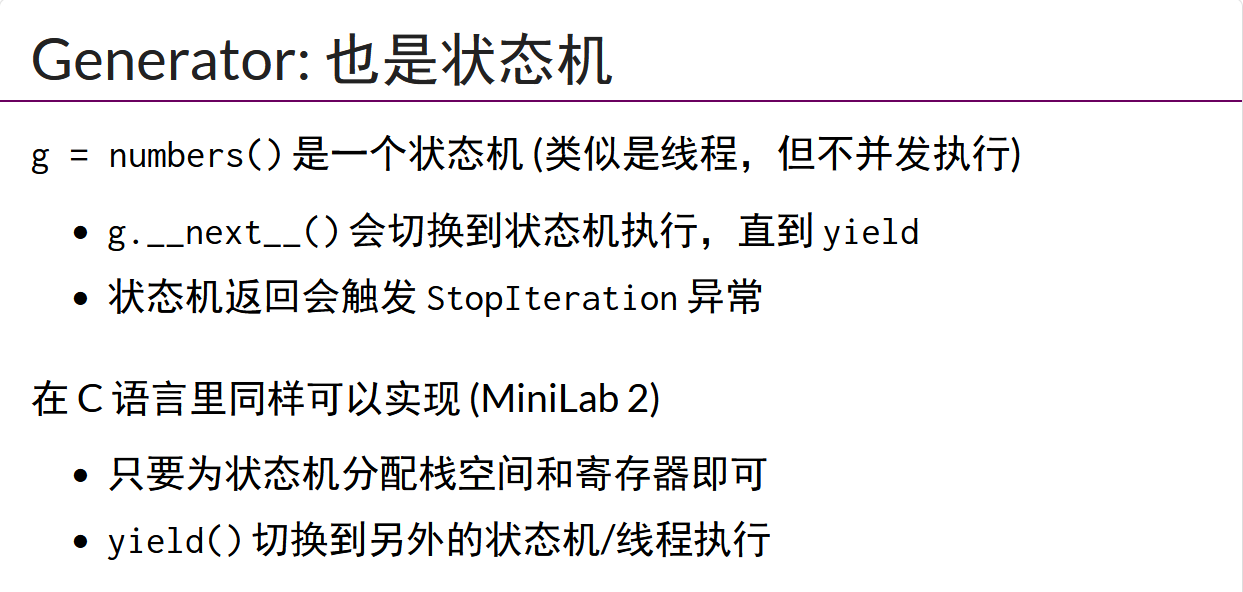 Generator: 也是状态机
g = numbers() 是一个状态机 (类似是线程，但不并发执行)
• g.__next__() 会切换到状态机执行，直到 yield
• 状态机返回会触发 StopIteration 异常
在 C 语言里同样可以实现 (MiniLab 2)
• 只要为状态机分配栈空间和寄存器即可
• yield() 切换到另外的状态机/线程执行